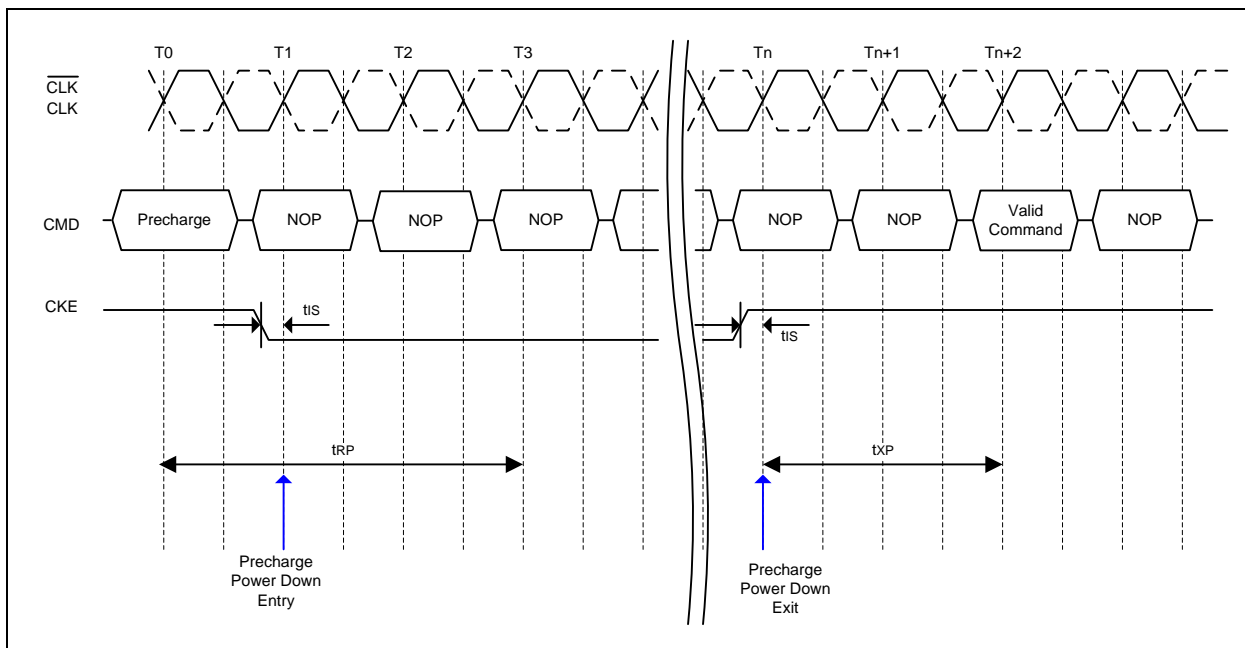 T0 T1 T2 T3 Tn Tn+1 Tn+2
CLK
CLK
CMD Precharge NOP NOP NOP NOP NOP Valid Command NOP
CKE
tIS
tIS
tRP
tXP
Precharge
Power Down
Entry
Precharge
Power Down
Exit